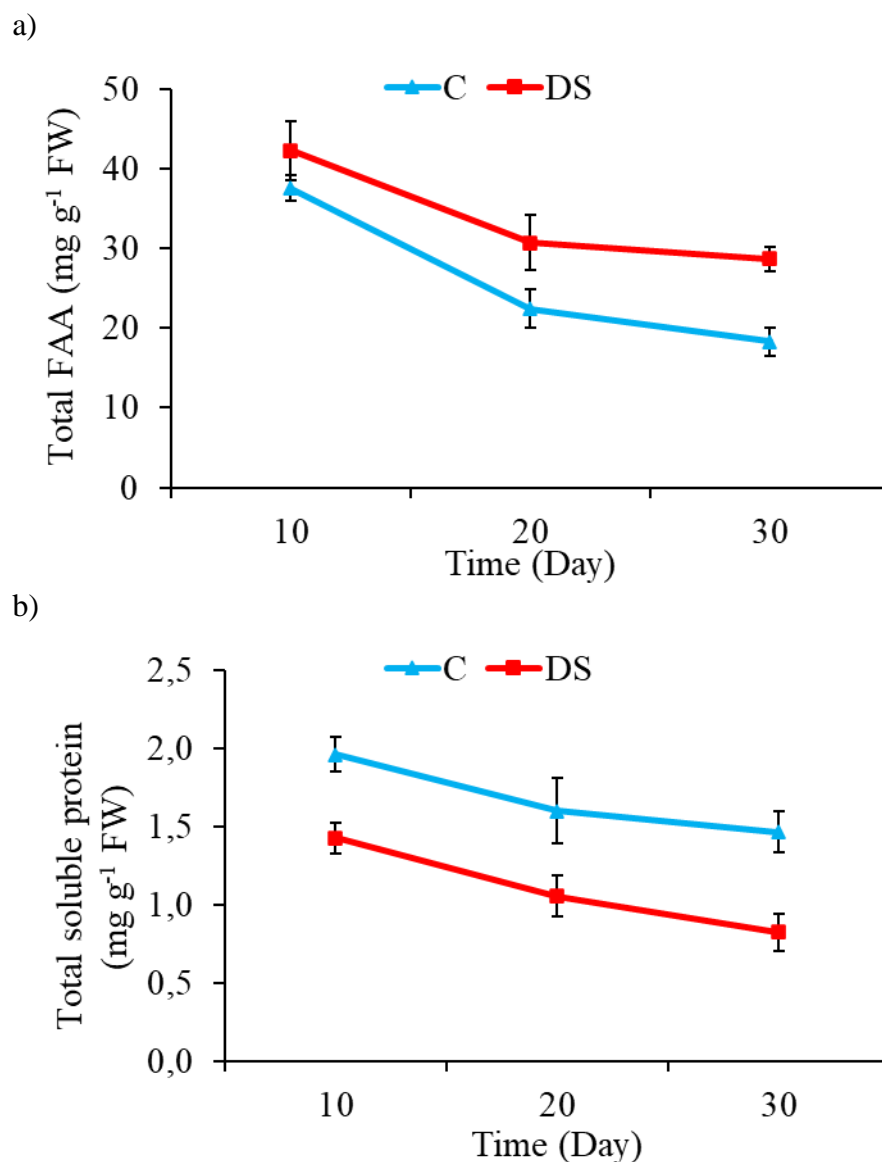 a)
C DS
50
40
30
20
10
0
Total FAA (mg g⁻¹ FW)
10 20 30
Time (Day)
b)
C DS
2,5
2,0
1,5
1,0
0,5
0,0
Total soluble protein
(mg g⁻¹ FW)
10 20 30
Time (Day)